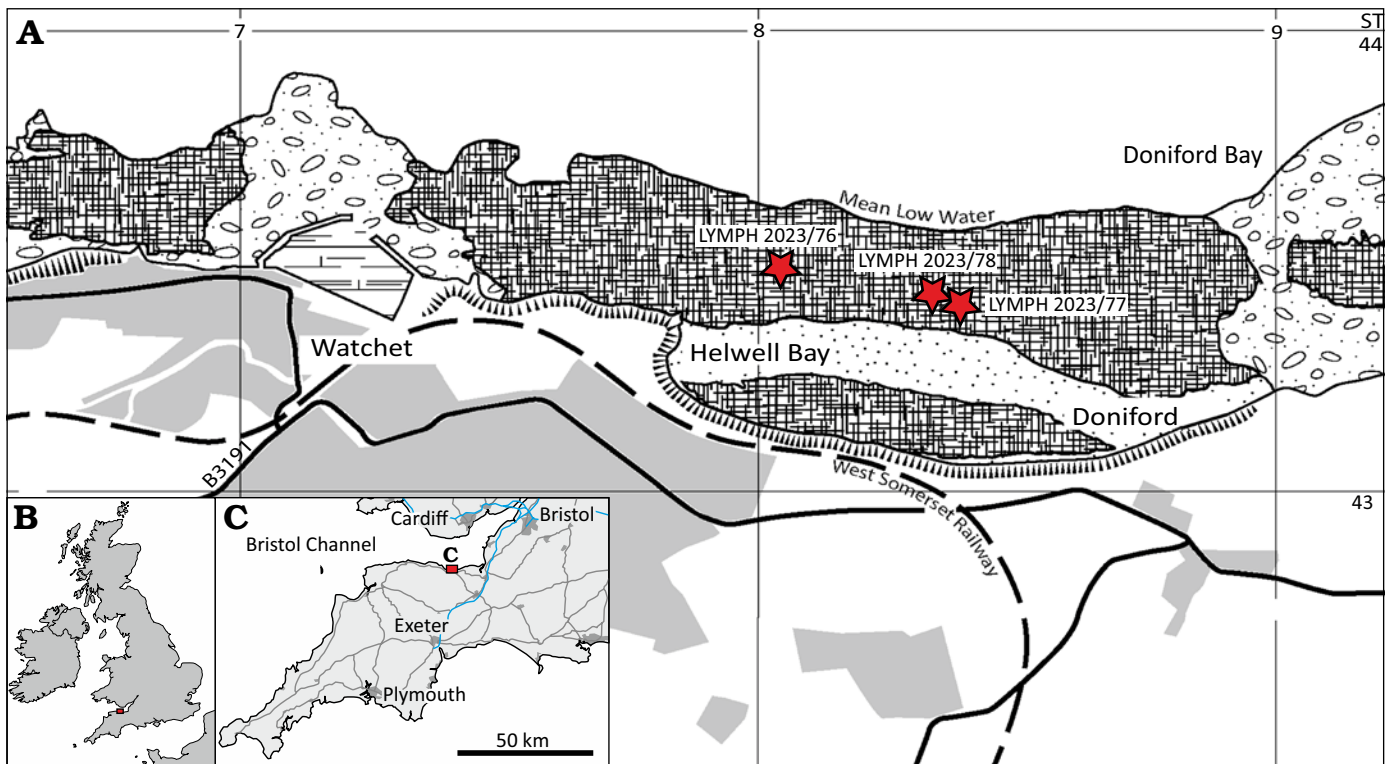 A
7
8
9
ST
44
Doniford Bay
Mean Low Water
LYMPH 2023/76
LYMPH 2023/78
LYMPH 2023/77
Watchet
Helwell Bay
Doniford
B3191
West Somerset Railway
43
B
C
Cardiff
Bristol
Bristol Channel
C
Exeter
Plymouth
50 km